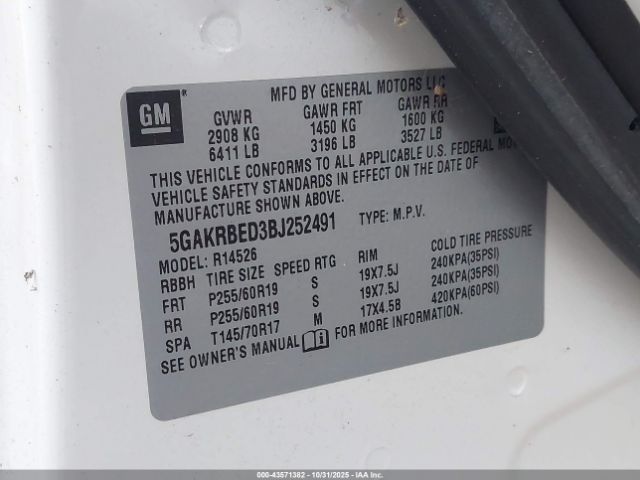 GM ®
MFD BY GENERAL MOTORS LLC
GVWR GAWR FRT GAWR RR
2908 KG 1450 KG 1600 KG
6411 LB 3196 LB 3527 LB
THIS VEHICLE CONFORMS TO ALL APPLICABLE U.S. FEDERAL
VEHICLE SAFETY STANDARDS IN EFFECT ON THE DATE OF
MANUFACTURE SHOWN ABOVE.
5GAKRBED3BJ252491 TYPE: M.P.V.
MODEL: R14526
RBBH TIRE SIZE SPEED RTG RIM COLD TIRE PRESSURE
FRT P255/60R19 S 19X7.5J 240KPA(35PSI)
RR P255/60R19 S 19X7.5J 240KPA(35PSI)
SPA T145/70R17 M 17X4.5B 420KPA(60PSI)
SEE OWNER'S MANUAL i FOR MORE INFORMATION.
000-43571382 - 10/31/2025 - IAA Inc.